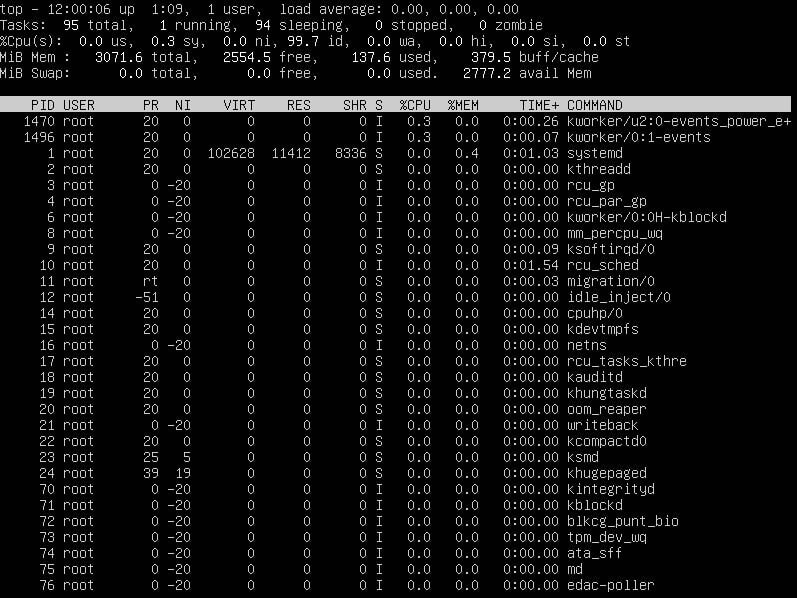 top - 12:00:06 up  1:09,  1 user,  load average: 0.00, 0.00, 0.00
Tasks:  95 total,   1 running,  94 sleeping,   0 stopped,   0 zombie
%Cpu(s):  0.0 us,  0.3 sy,  0.0 ni, 99.7 id,  0.0 wa,  0.0 hi,  0.0 si,  0.0 st
MiB Mem :   3071.6 total,   2554.5 free,    137.6 used,    379.5 buff/cache
MiB Swap:      0.0 total,      0.0 free,      0.0 used.   2777.2 avail Mem
PID USER      PR  NI    VIRT    RES    SHR S  %CPU  %MEM     TIME+ COMMAND
1470 root      20   0       0      0      0 I   0.3   0.0   0:00.26 kworker/u2:0-events_power_e+
1496 root      20   0       0      0      0 I   0.3   0.0   0:00.07 kworker/0:1-events
1 root      20   0  102628  11412   8336 S   0.0   0.4   0:01.03 systemd
2 root      20   0       0      0      0 S   0.0   0.0   0:00.00 kthreadd
3 root       0 -20       0      0      0 I   0.0   0.0   0:00.00 rcu_gp
4 root       0 -20       0      0      0 I   0.0   0.0   0:00.00 rcu_par_gp
6 root       0 -20       0      0      0 I   0.0   0.0   0:00.00 kworker/0:0H-kblockd
8 root       0 -20       0      0      0 I   0.0   0.0   0:00.00 mm_percpu_wq
9 root      20   0       0      0      0 S   0.0   0.0   0:00.09 ksoftirqd/0
10 root      20   0       0      0      0 I   0.0   0.0   0:01.54 rcu_sched
11 root      rt   0       0      0      0 S   0.0   0.0   0:00.03 migration/0
12 root     -51   0       0      0      0 S   0.0   0.0   0:00.00 idle_inject/0
14 root      20   0       0      0      0 S   0.0   0.0   0:00.00 cpuhp/0
15 root      20   0       0      0      0 S   0.0   0.0   0:00.00 kdevtmpfs
16 root       0 -20       0      0      0 I   0.0   0.0   0:00.00 netns
17 root      20   0       0      0      0 S   0.0   0.0   0:00.00 rcu_tasks_kthre
18 root      20   0       0      0      0 S   0.0   0.0   0:00.00 kauditd
19 root      20   0       0      0      0 S   0.0   0.0   0:00.00 khungtaskd
20 root      20   0       0      0      0 S   0.0   0.0   0:00.00 oom_reaper
21 root       0 -20       0      0      0 I   0.0   0.0   0:00.00 writeback
22 root      20   0       0      0      0 S   0.0   0.0   0:00.00 kcompactd0
23 root      25   5       0      0      0 S   0.0   0.0   0:00.00 ksmd
24 root      39  19       0      0      0 S   0.0   0.0   0:00.00 khugepaged
70 root       0 -20       0      0      0 I   0.0   0.0   0:00.00 kintegrityd
71 root       0 -20       0      0      0 I   0.0   0.0   0:00.00 kblockd
72 root       0 -20       0      0      0 I   0.0   0.0   0:00.00 blkcg_punt_bio
73 root       0 -20       0      0      0 I   0.0   0.0   0:00.00 tpm_dev_wq
74 root       0 -20       0      0      0 I   0.0   0.0   0:00.00 ata_sff
75 root       0 -20       0      0      0 I   0.0   0.0   0:00.00 md
76 root       0 -20       0      0      0 I   0.0   0.0   0:00.00 edac-poller